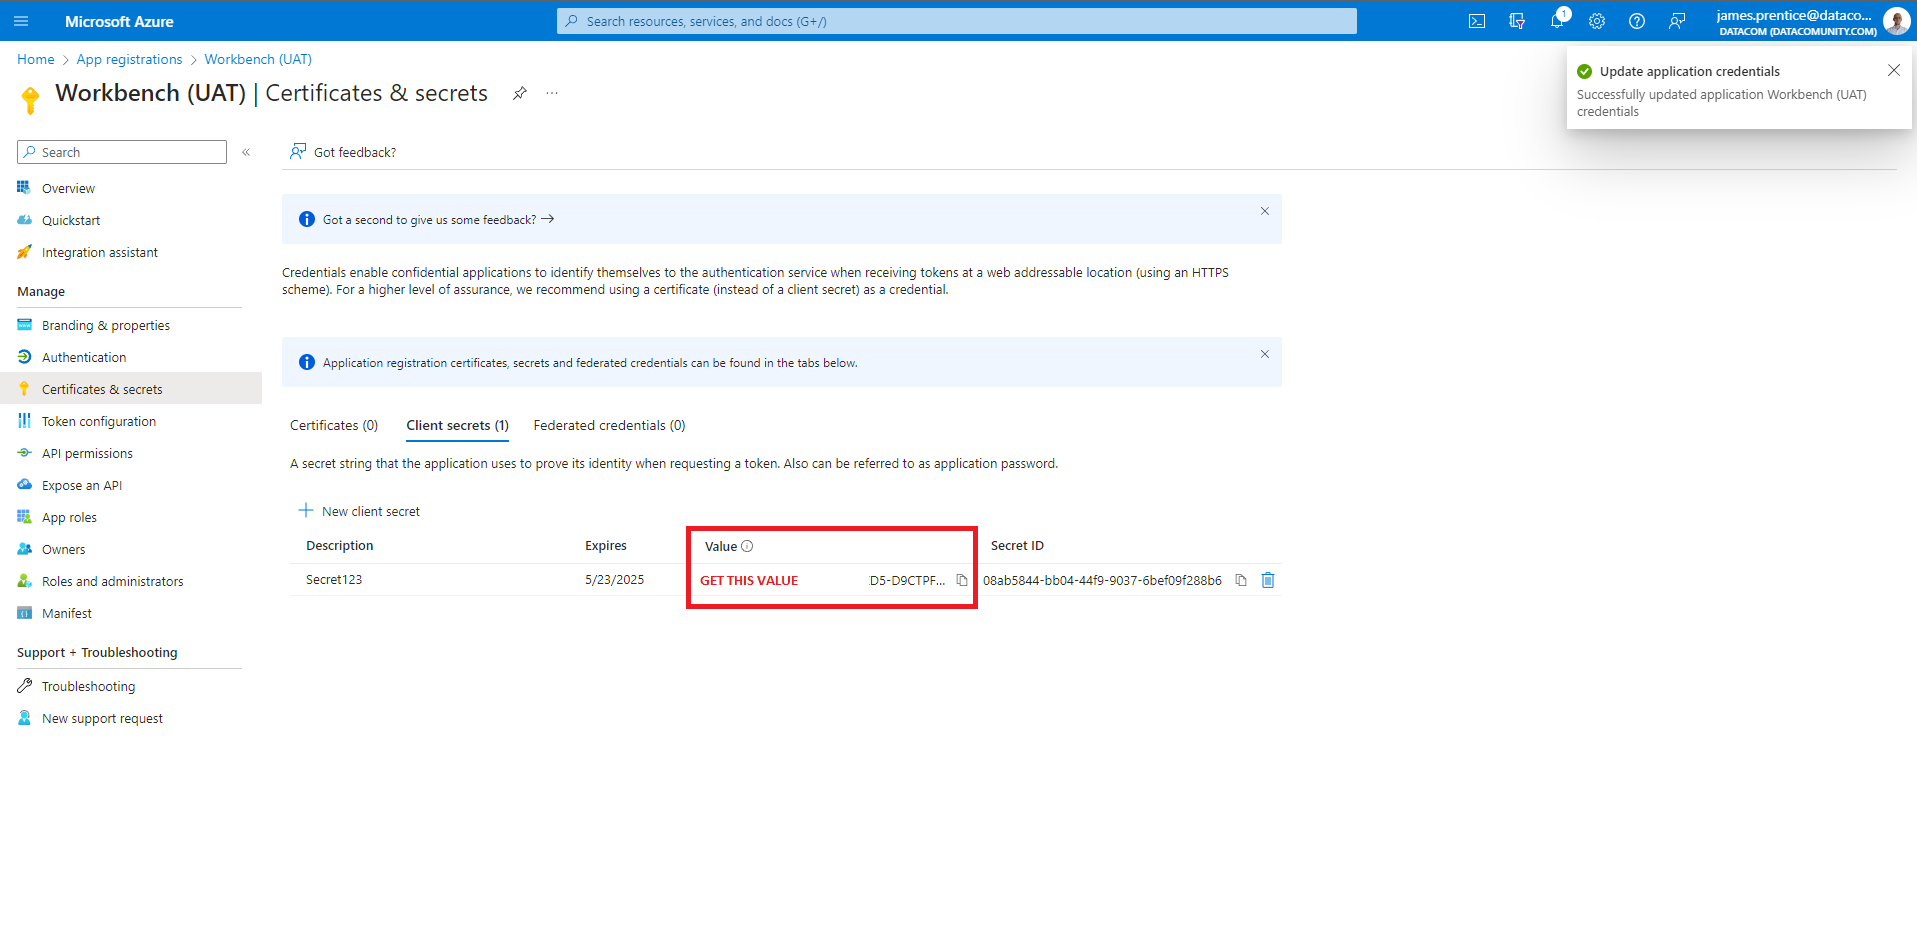 Microsoft Azure
Search resources, services, and docs (G+/)
1
james.prentice@dataco...
DATACOM (DATACOMUNITY.COM)
Home > App registrations > Workbench (UAT)
Update application credentials
Successfully updated application Workbench (UAT)
credentials
Workbench (UAT) | Certificates & secrets
...
Search
«
Got feedback?
Overview
Quickstart
Integration assistant
Got a second to give us some feedback? →
Credentials enable confidential applications to identify themselves to the authentication service when receiving tokens at a web addressable location (using an HTTPS
scheme). For a higher level of assurance, we recommend using a certificate (instead of a client secret) as a credential.
Manage
Branding & properties
Authentication
Certificates & secrets
Token configuration
API permissions
Expose an API
App roles
Owners
Roles and administrators
Manifest
Support + Troubleshooting
Troubleshooting
New support request
Application registration certificates, secrets and federated credentials can be found in the tabs below.
Certificates (0) Client secrets (1) Federated credentials (0)
A secret string that the application uses to prove its identity when requesting a token. Also can be referred to as application password.
New client secret
Description Expires Value Secret ID
Secret123 5/23/2025 GET THIS VALUE D5-D9CTPF... 08ab5844-bb04-44f9-9037-6bef09f288b6